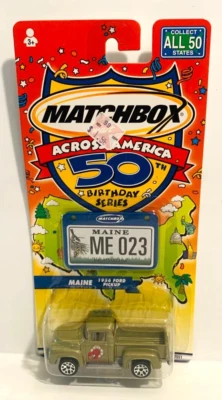 COLLECT
ALL 50
STATES
3+
MATCHBOX
ACROSS AMERICA
50TH
BIRTHDAY
SERIES
MATCHBOX
MAINE
ME 023
MAINE
1956 FORD
PICKUP